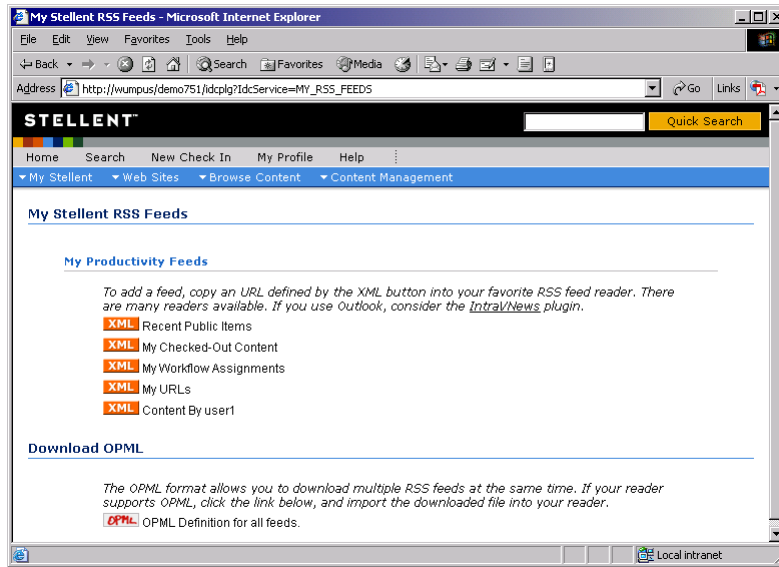 My Stellent RSS Feeds - Microsoft Internet Explorer
File Edit View Favorites Tools Help
Back Search Favorites Media
Address http://wumpus/demo751/idcplg?IdcService=MY_RSS_FEEDS Go Links
STELLENT™ Quick Search
Home Search New Check In My Profile Help
My Stellent Web Sites Browse Content Content Management
My Stellent RSS Feeds
My Productivity Feeds
To add a feed, copy an URL defined by the XML button into your favorite RSS feed reader. There
are many readers available. If you use Outlook, consider the IntraVNews plugin.
XML Recent Public Items
XML My Checked-Out Content
XML My Workflow Assignments
XML My URLs
XML Content By user1
Download OPML
The OPML format allows you to download multiple RSS feeds at the same time. If your reader
supports OPML, click the link below, and import the downloaded file into your reader.
OPML OPML Definition for all feeds.
Local intranet